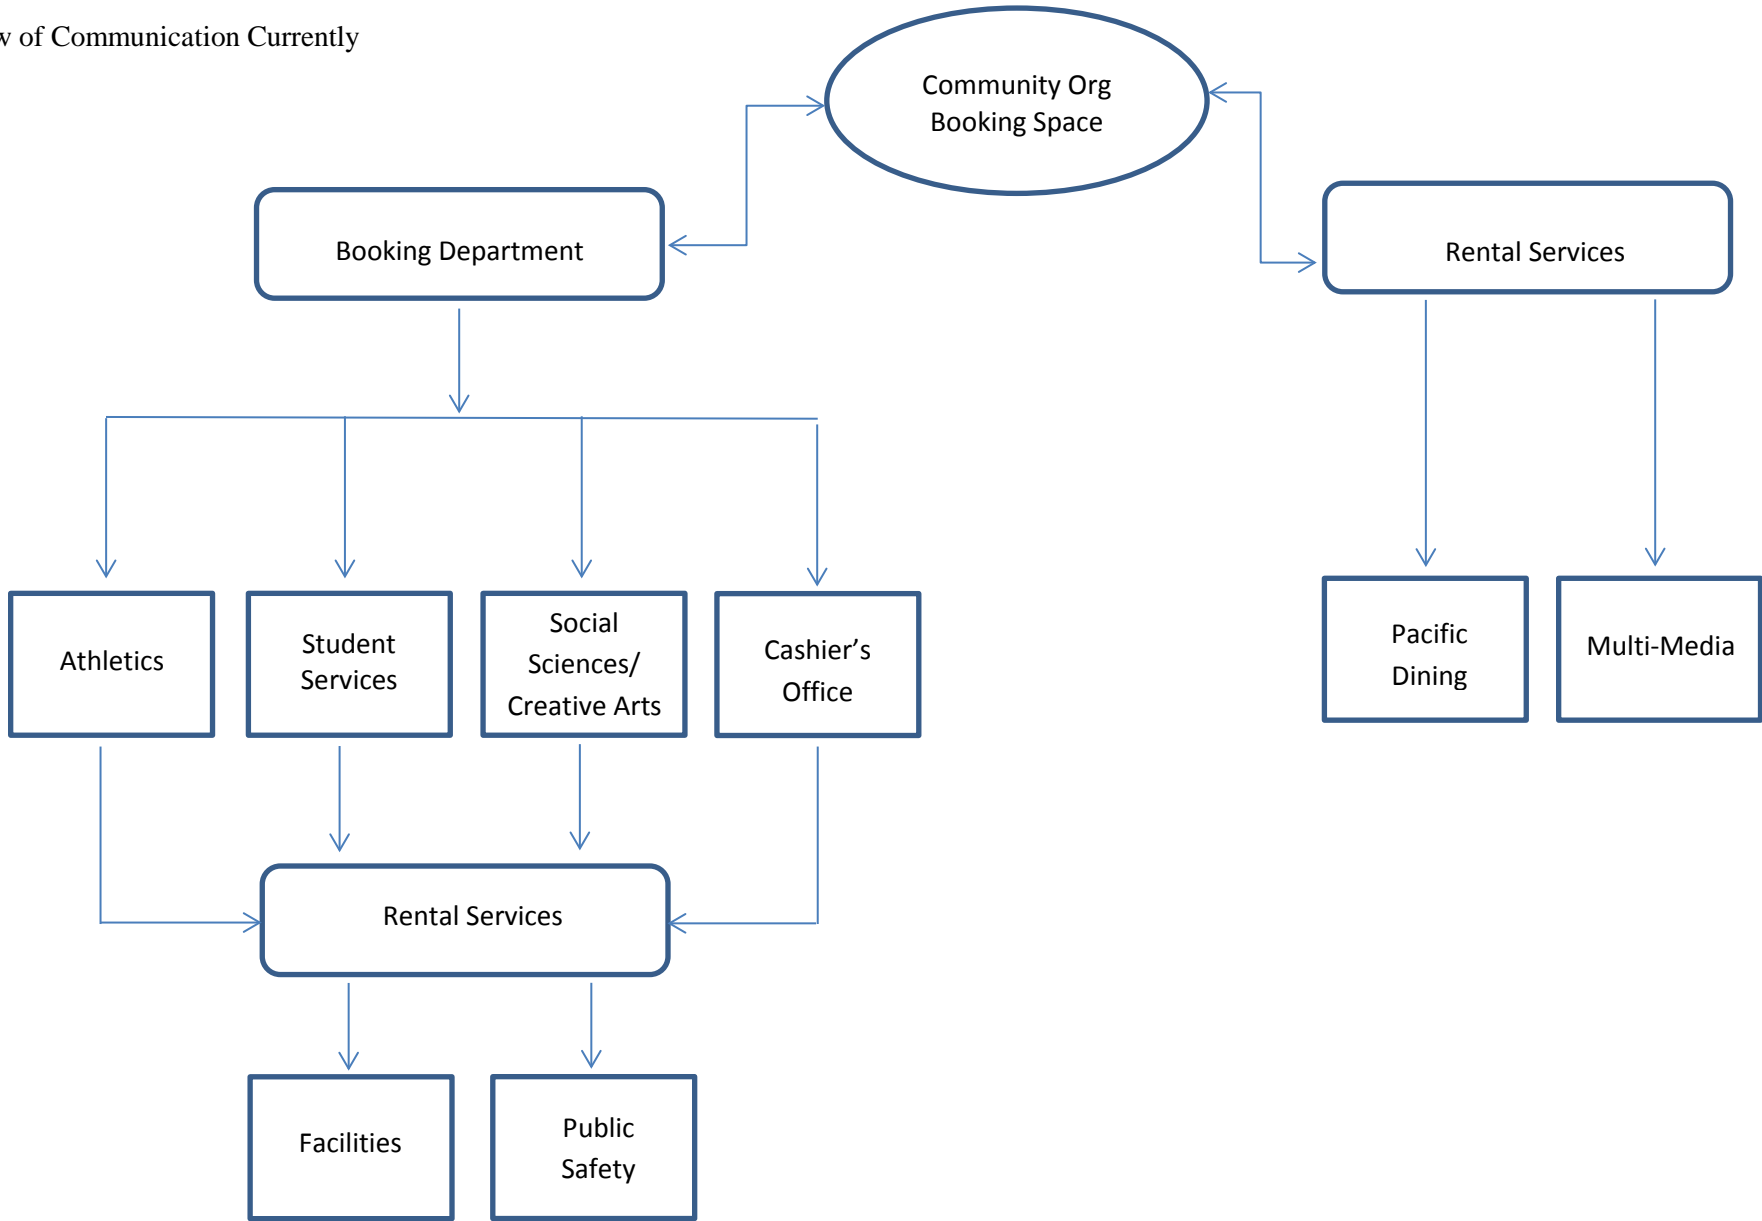 of Communication Currently
Community Org
Booking Space
Booking Department
Rental Services
Athletics
Student
Services
Social
Sciences/
Creative Arts
Cashier’s
Office
Pacific
Dining
Multi-Media
Rental Services
Facilities
Public
Safety